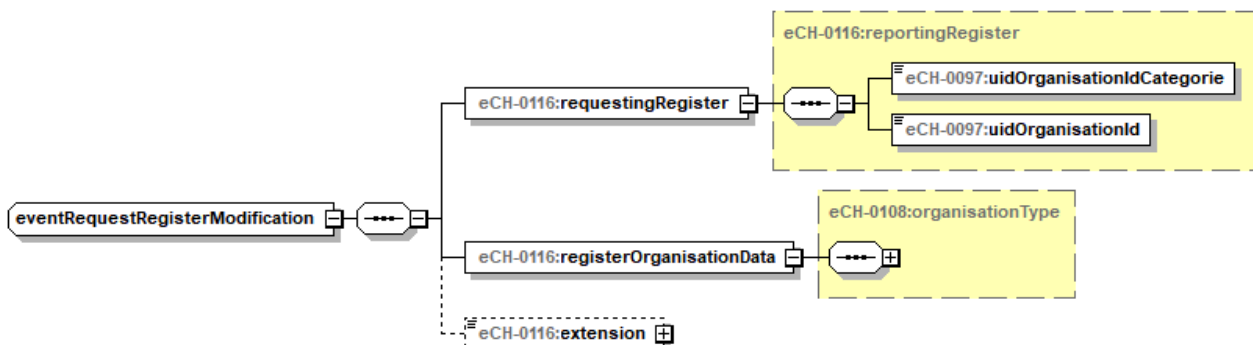 eCH-0116:reportingRegister
eCH-0097:uidOrganisationIdCategorie
eCH-0116:requestingRegister
eCH-0097:uidOrganisationId
eventRequestRegisterModification
eCH-0108:organisationType
eCH-0116:registerOrganisationData
eCH-0116:extension